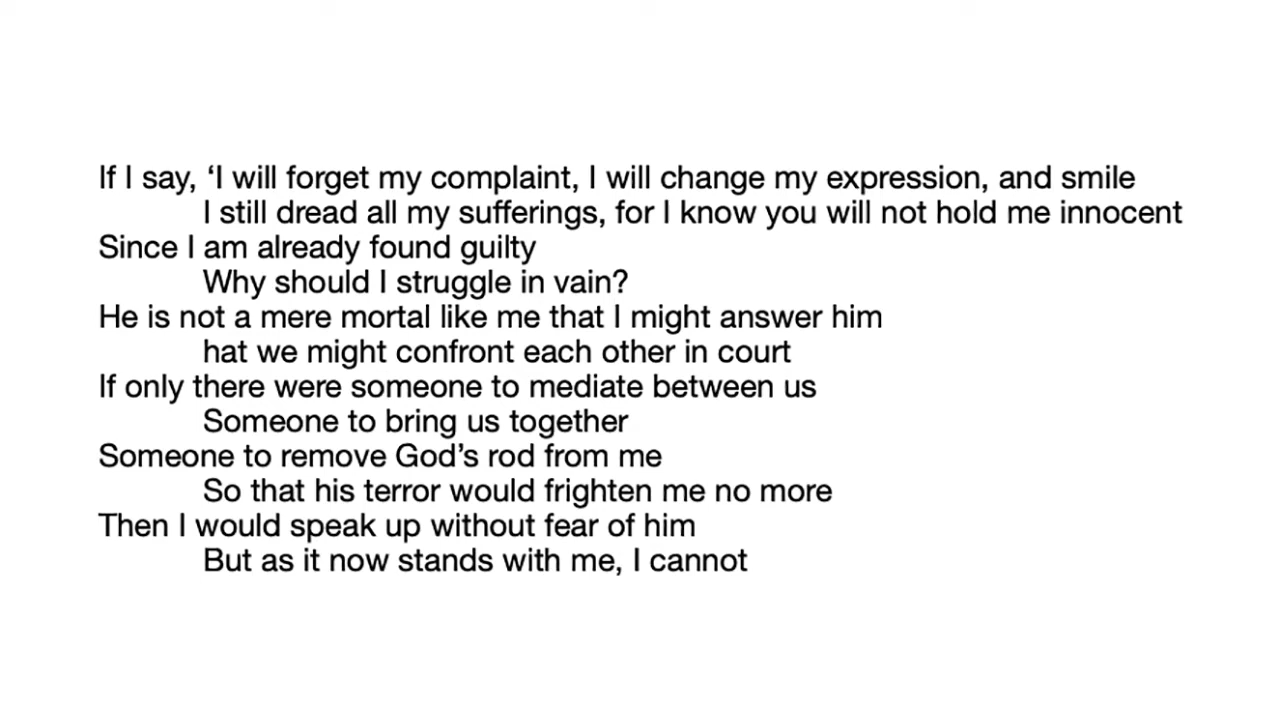 If I say, ‘I will forget my complaint, I will change my expression, and smile
I still dread all my sufferings, for I know you will not hold me innocent
Since I am already found guilty
Why should I struggle in vain?
He is not a mere mortal like me that I might answer him
hat we might confront each other in court
If only there were someone to mediate between us
Someone to bring us together
Someone to remove God’s rod from me
So that his terror would frighten me no more
Then I would speak up without fear of him
But as it now stands with me, I cannot